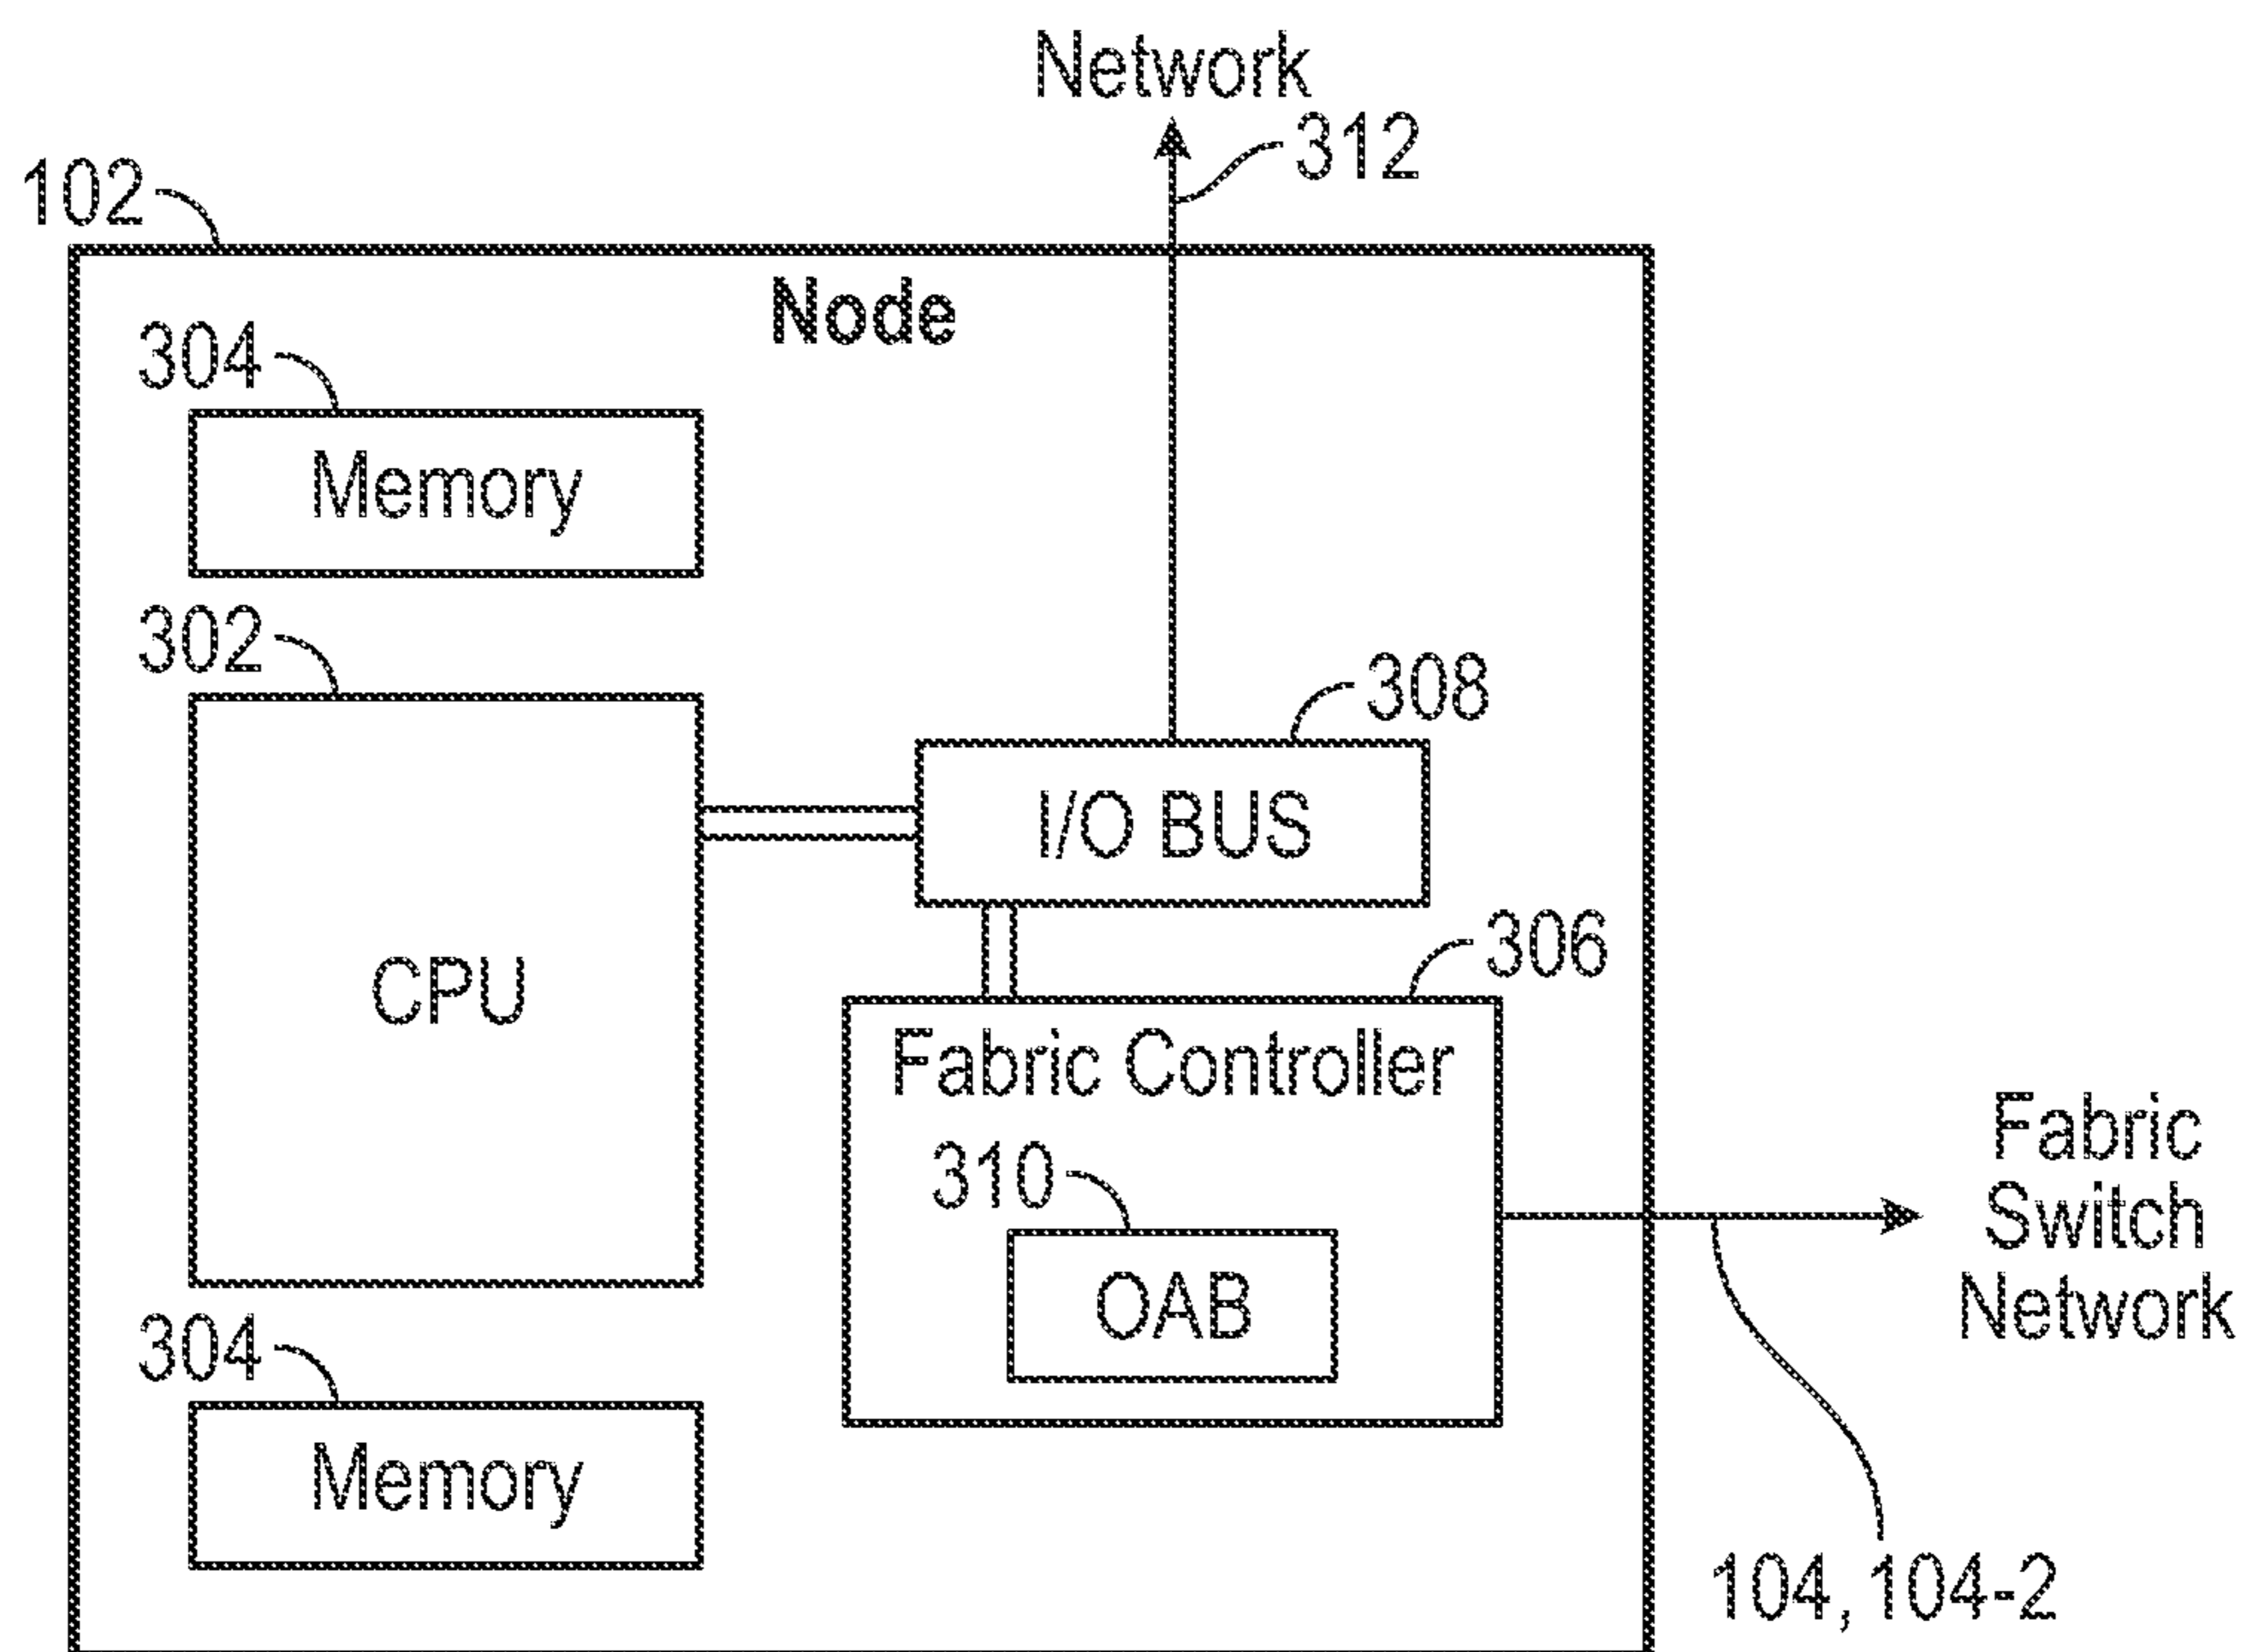 Network
312
102
Node
304
Memory
302
308
I/O BUS
306
CPU
Fabric Controller
310
OAB
Fabric
Switch
Network
304
Memory
104, 104-2